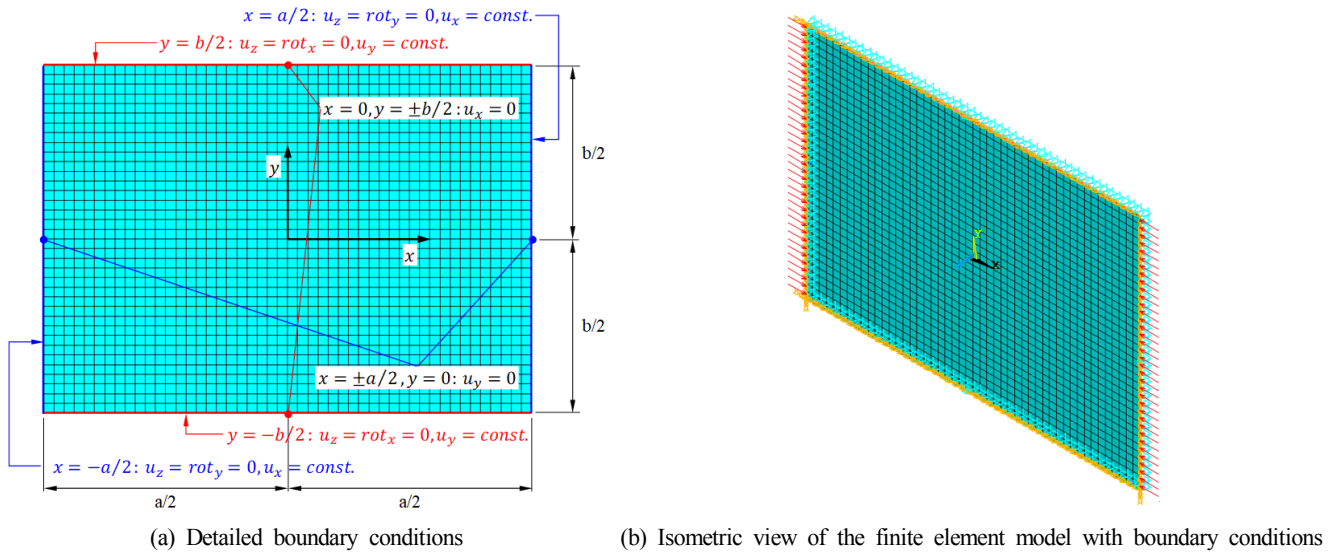 x = a/2: u_z = rot_y = 0, u_x = const.
y = b/2: u_z = rot_x = 0, u_y = const.
x = 0, y = ±b/2: u_x = 0
b/2
y
x
Y
X
b/2
x = ±a/2, y = 0: u_y = 0
y = −b/2: u_z = rot_x = 0, u_y = const.
x = −a/2: u_z = rot_y = 0, u_x = const.
a/2
a/2
(a) Detailed boundary conditions
(b) Isometric view of the finite element model with boundary conditions